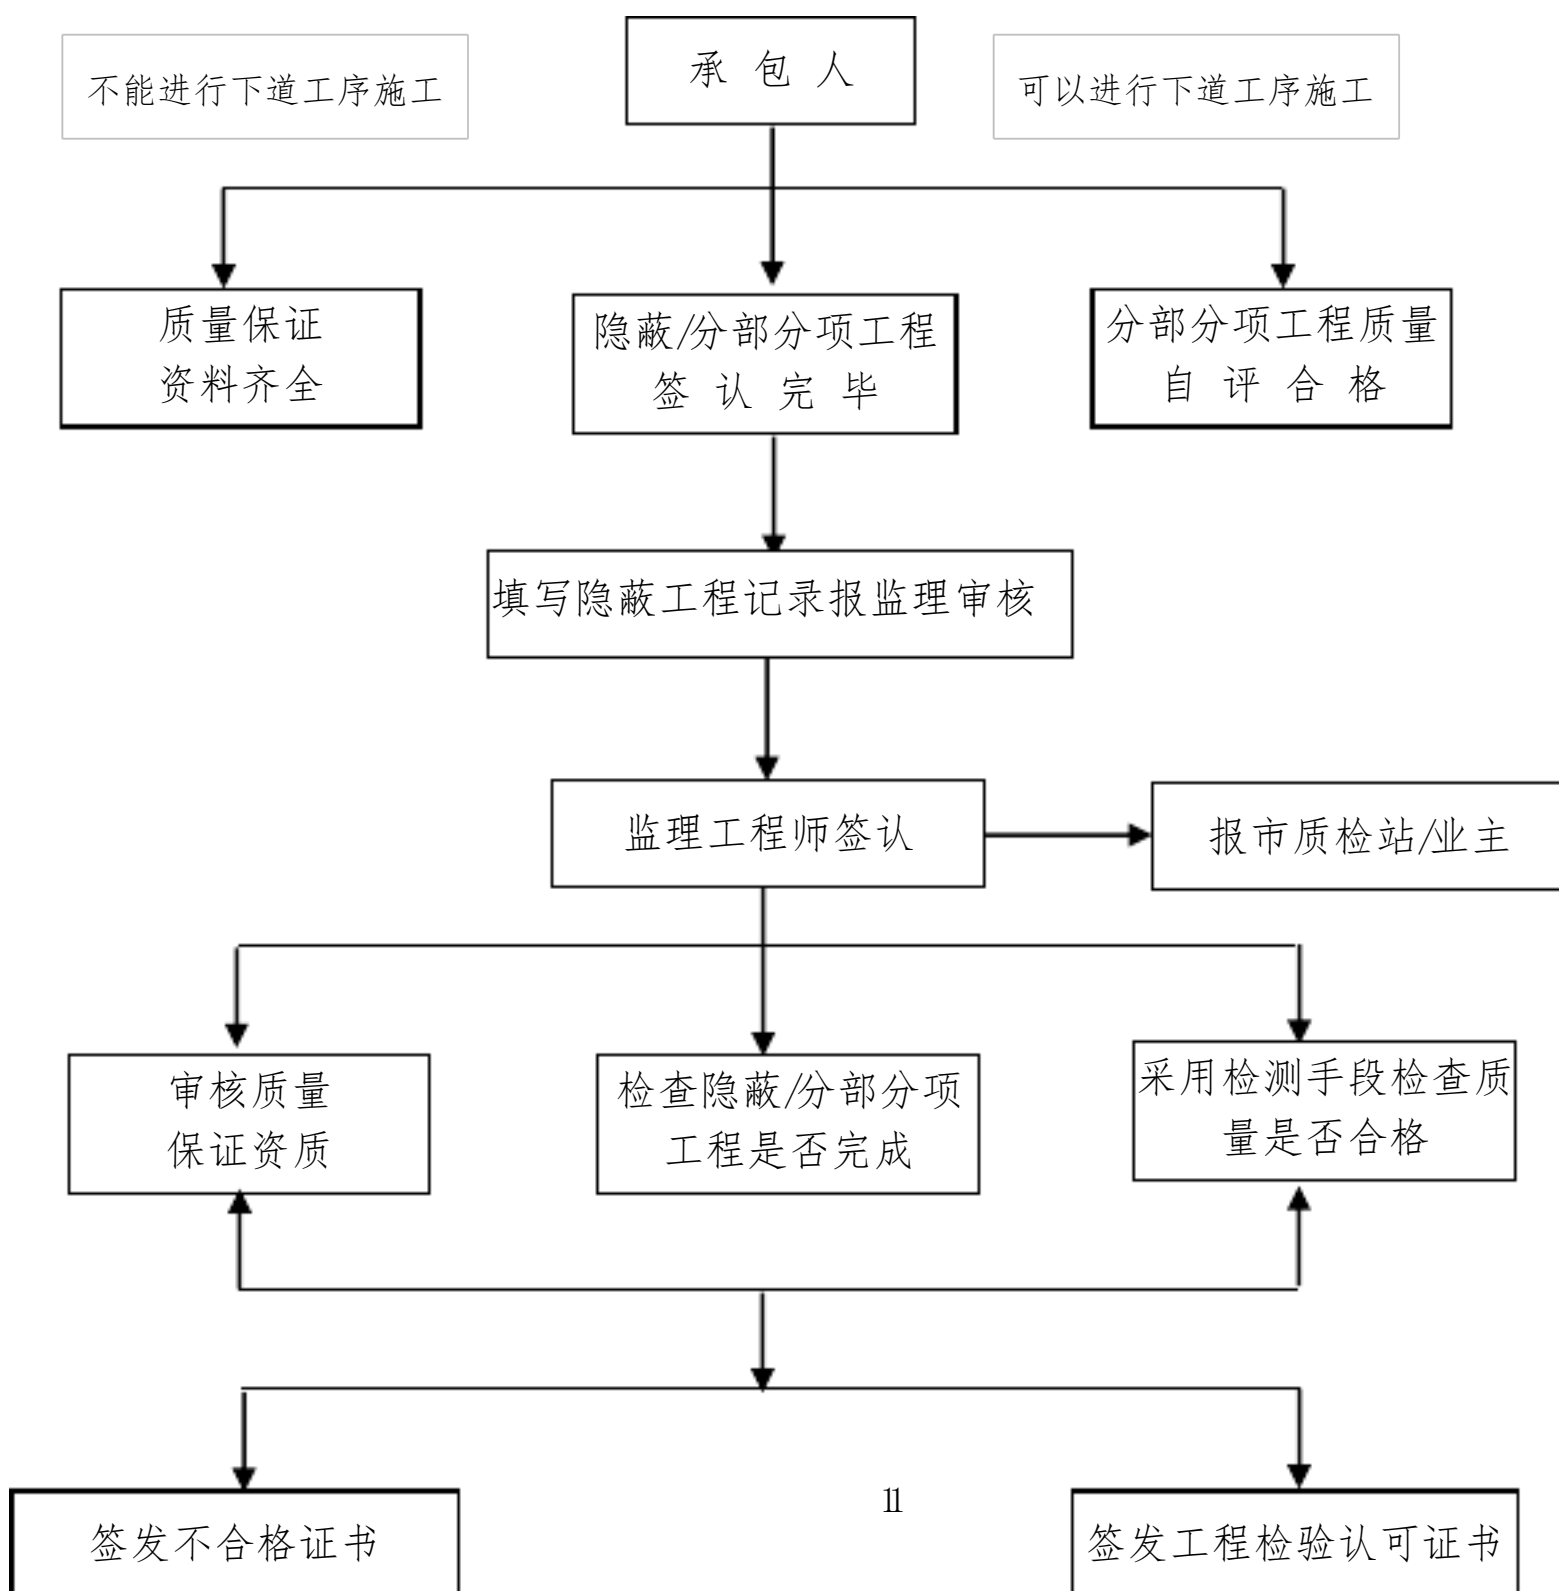 不能进行下道工序施工
承 包 人
可以进行下道工序施工
质量保证
资料齐全
隐蔽/分部分项工程
签 认 完 毕
分部分项工程质量
自 评 合 格
填写隐蔽工程记录报监理审核
监理工程师签认
报市质检站/业主
审核质量
保证资质
检查隐蔽/分部分项
工程是否完成
采用检测手段检查质
量是否合格
11
签发不合格证书
签发工程检验认可证书